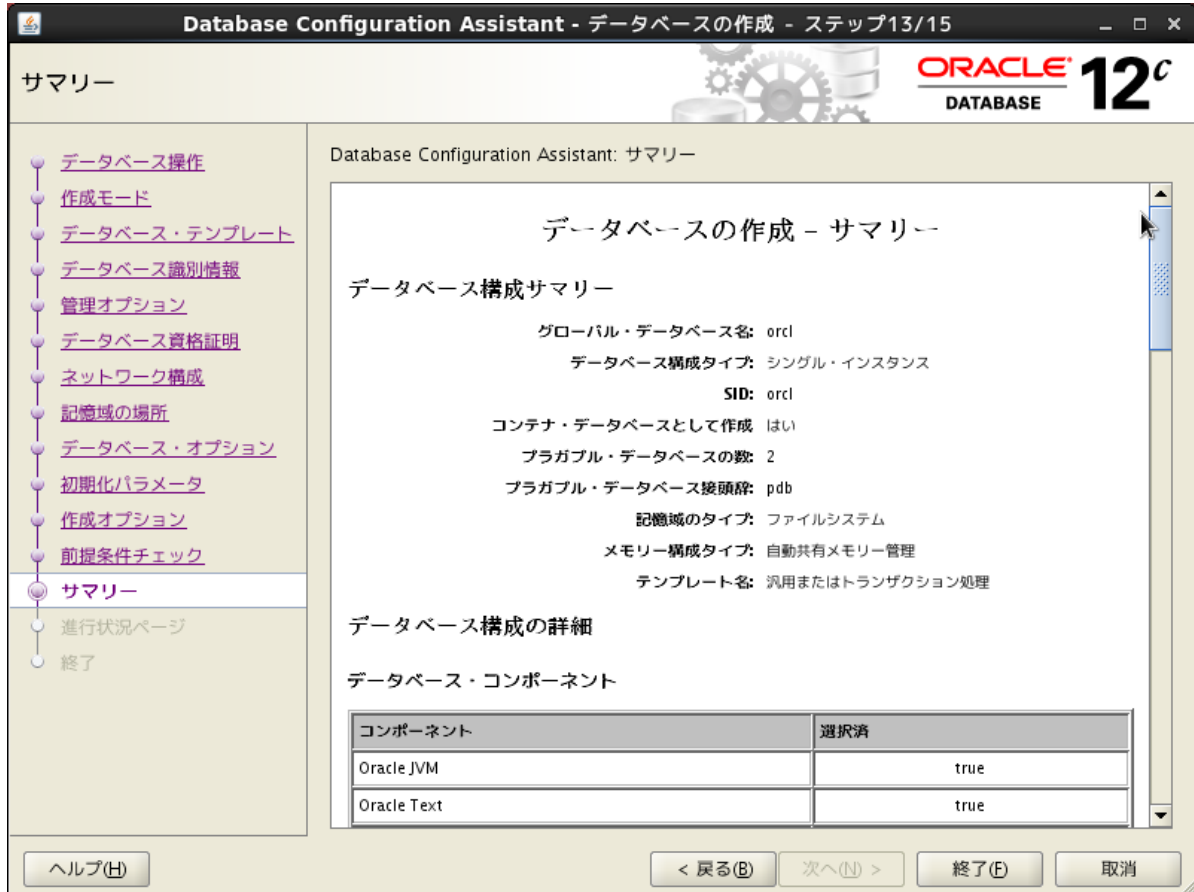 Database Configuration Assistant - データベースの作成 - ステップ13/15
サマリー
ORACLE DATABASE 12c
データベース操作
作成モード
データベース・テンプレート
データベース識別情報
管理オプション
データベース資格証明
ネットワーク構成
記憶域の場所
データベース・オプション
初期化パラメータ
作成オプション
前提条件チェック
サマリー
進行状況ページ
終了
Database Configuration Assistant: サマリー
データベースの作成 – サマリー
データベース構成サマリー
グローバル・データベース名: orcl
データベース構成タイプ: シングル・インスタンス
SID: orcl
コンテナ・データベースとして作成 はい
プラガブル・データベースの数: 2
プラガブル・データベース接頭辞: pdb
記憶域のタイプ: ファイルシステム
メモリー構成タイプ: 自動共有メモリー管理
テンプレート名: 汎用またはトランザクション処理
データベース構成の詳細
データベース・コンポーネント
コンポーネント 選択済
Oracle JVM true
Oracle Text true
ヘルプ(H) < 戻る(B) 次へ(N) > 終了(F) 取消